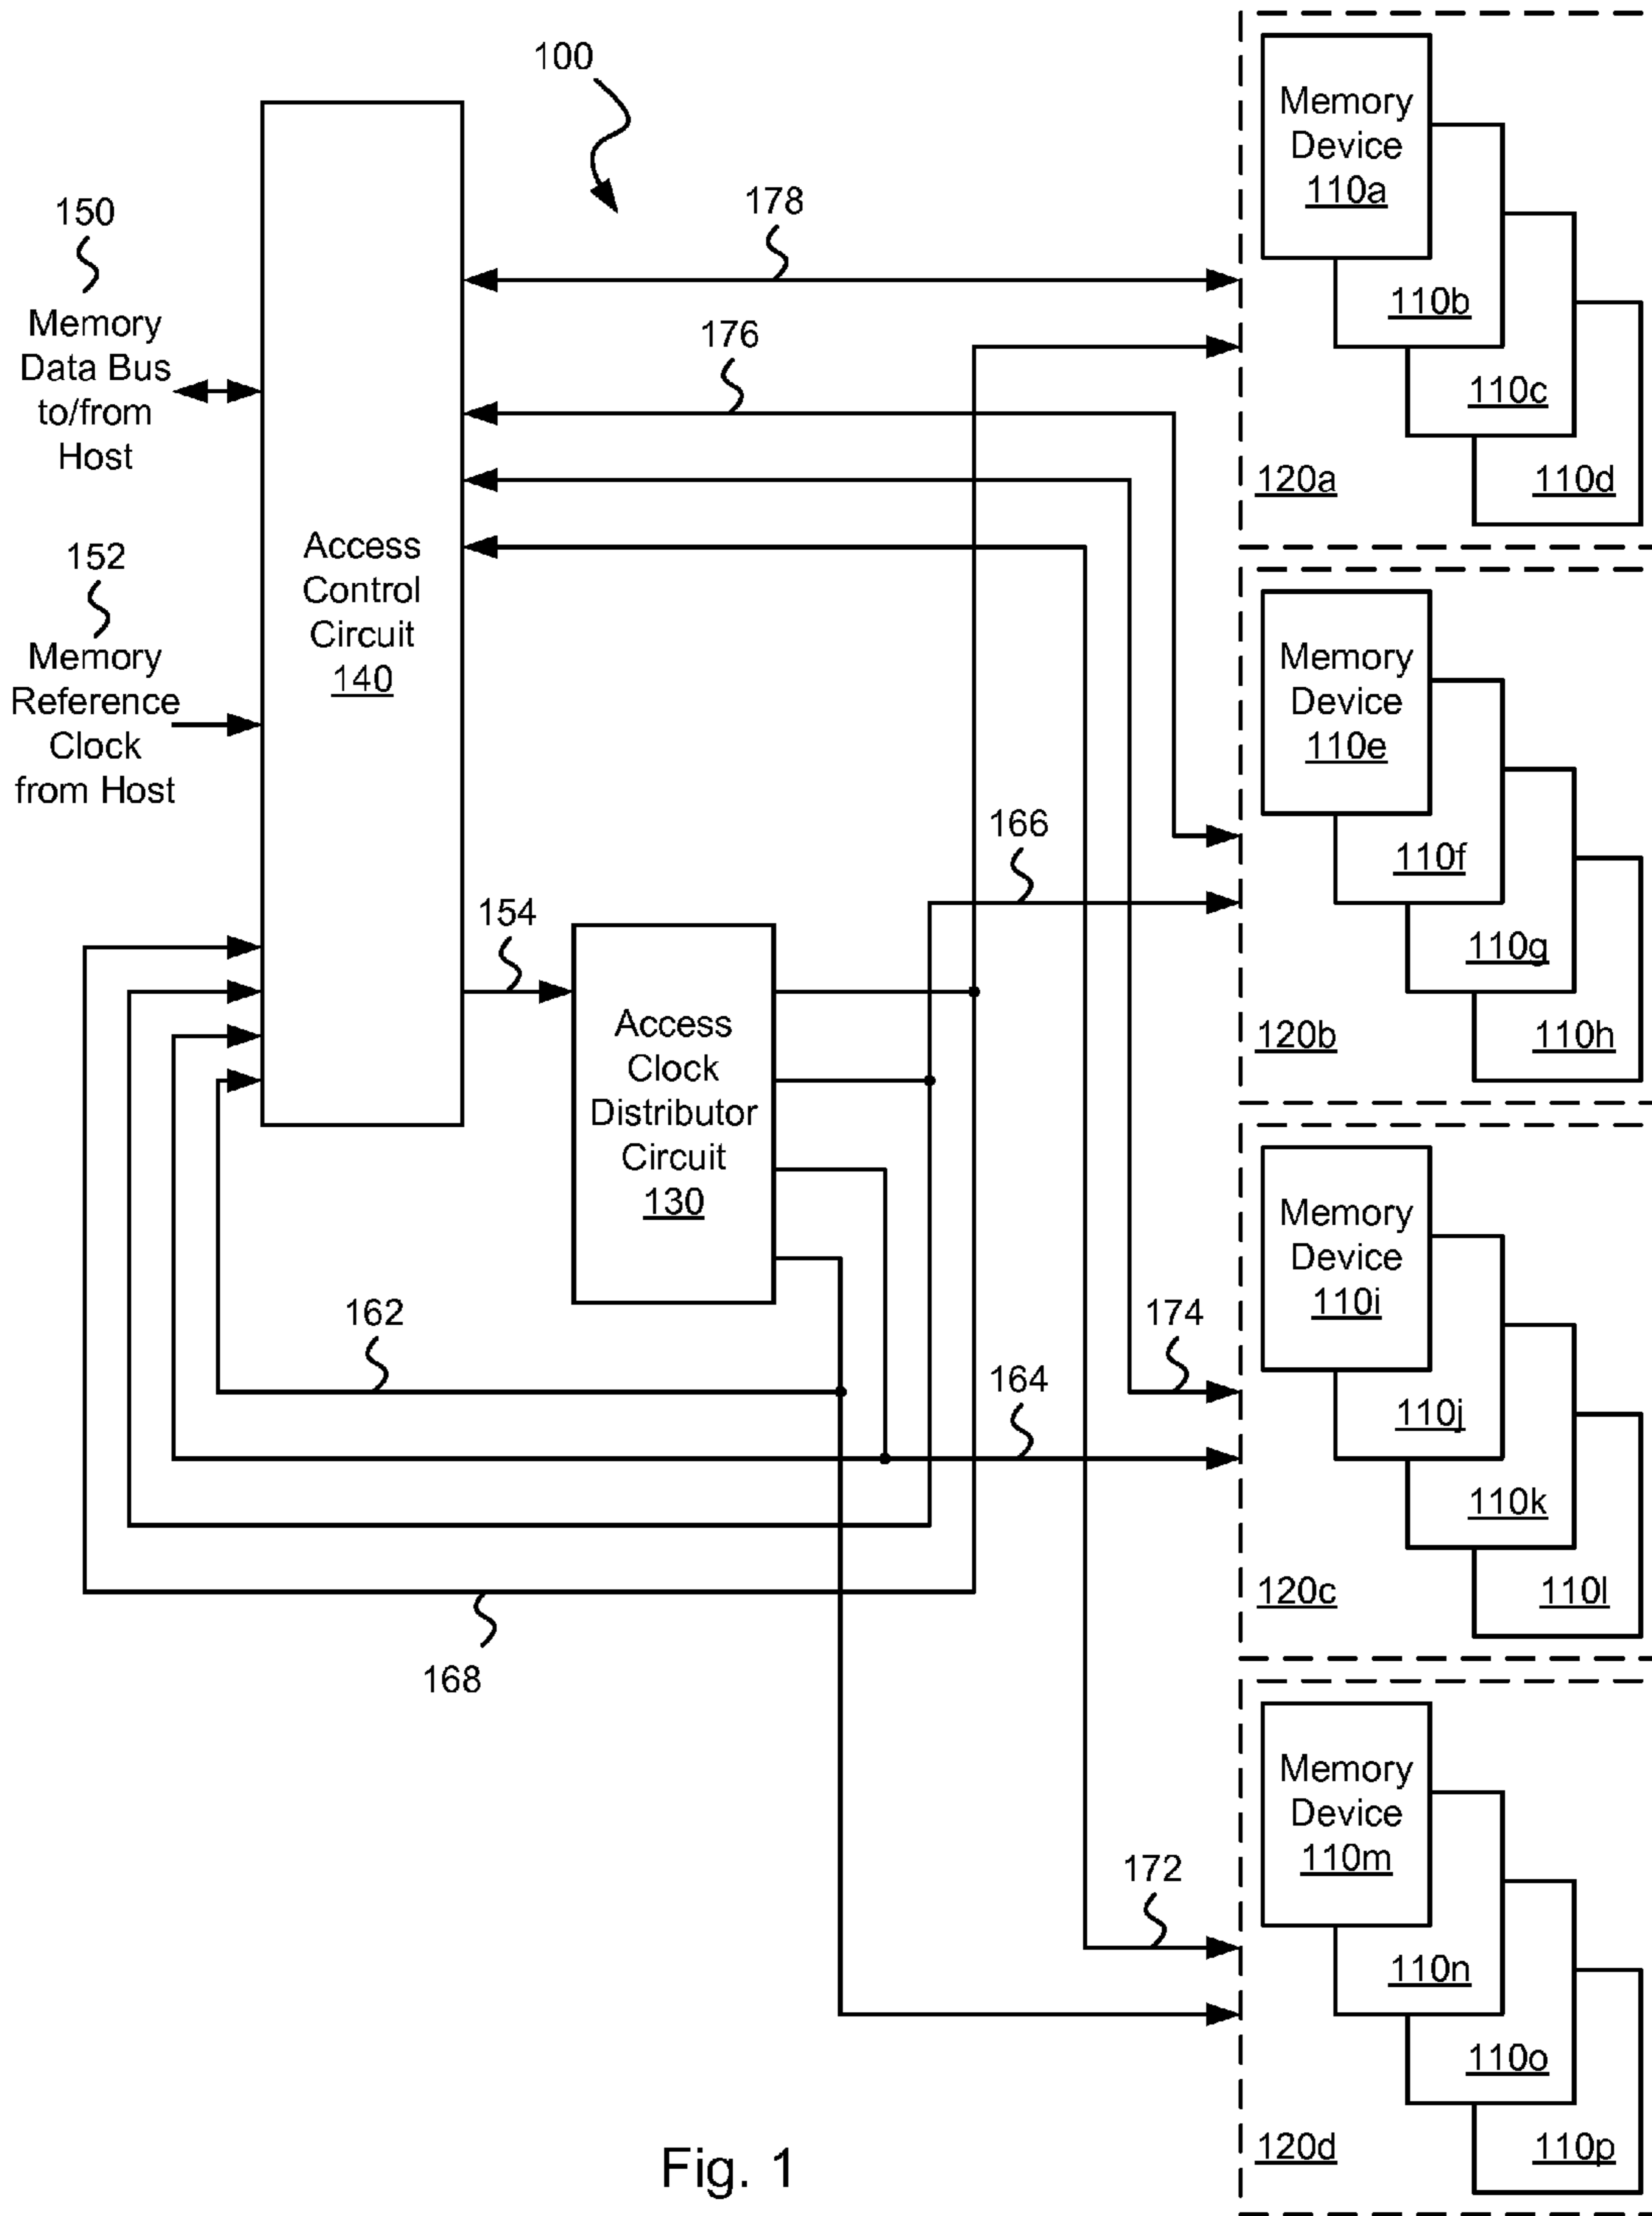 100
150
Memory
Data Bus
to/from
Host
152
Memory
Reference
Clock
from Host
Access
Control
Circuit
140
178
176
154
Access
Clock
Distributor
Circuit
130
166
162
164
174
168
172
Memory
Device
110a
110b
110c
110d
120a
Memory
Device
110e
110f
110g
110h
120b
Memory
Device
110i
110j
110k
110l
120c
Memory
Device
110m
110n
110o
110p
120d
Fig. 1